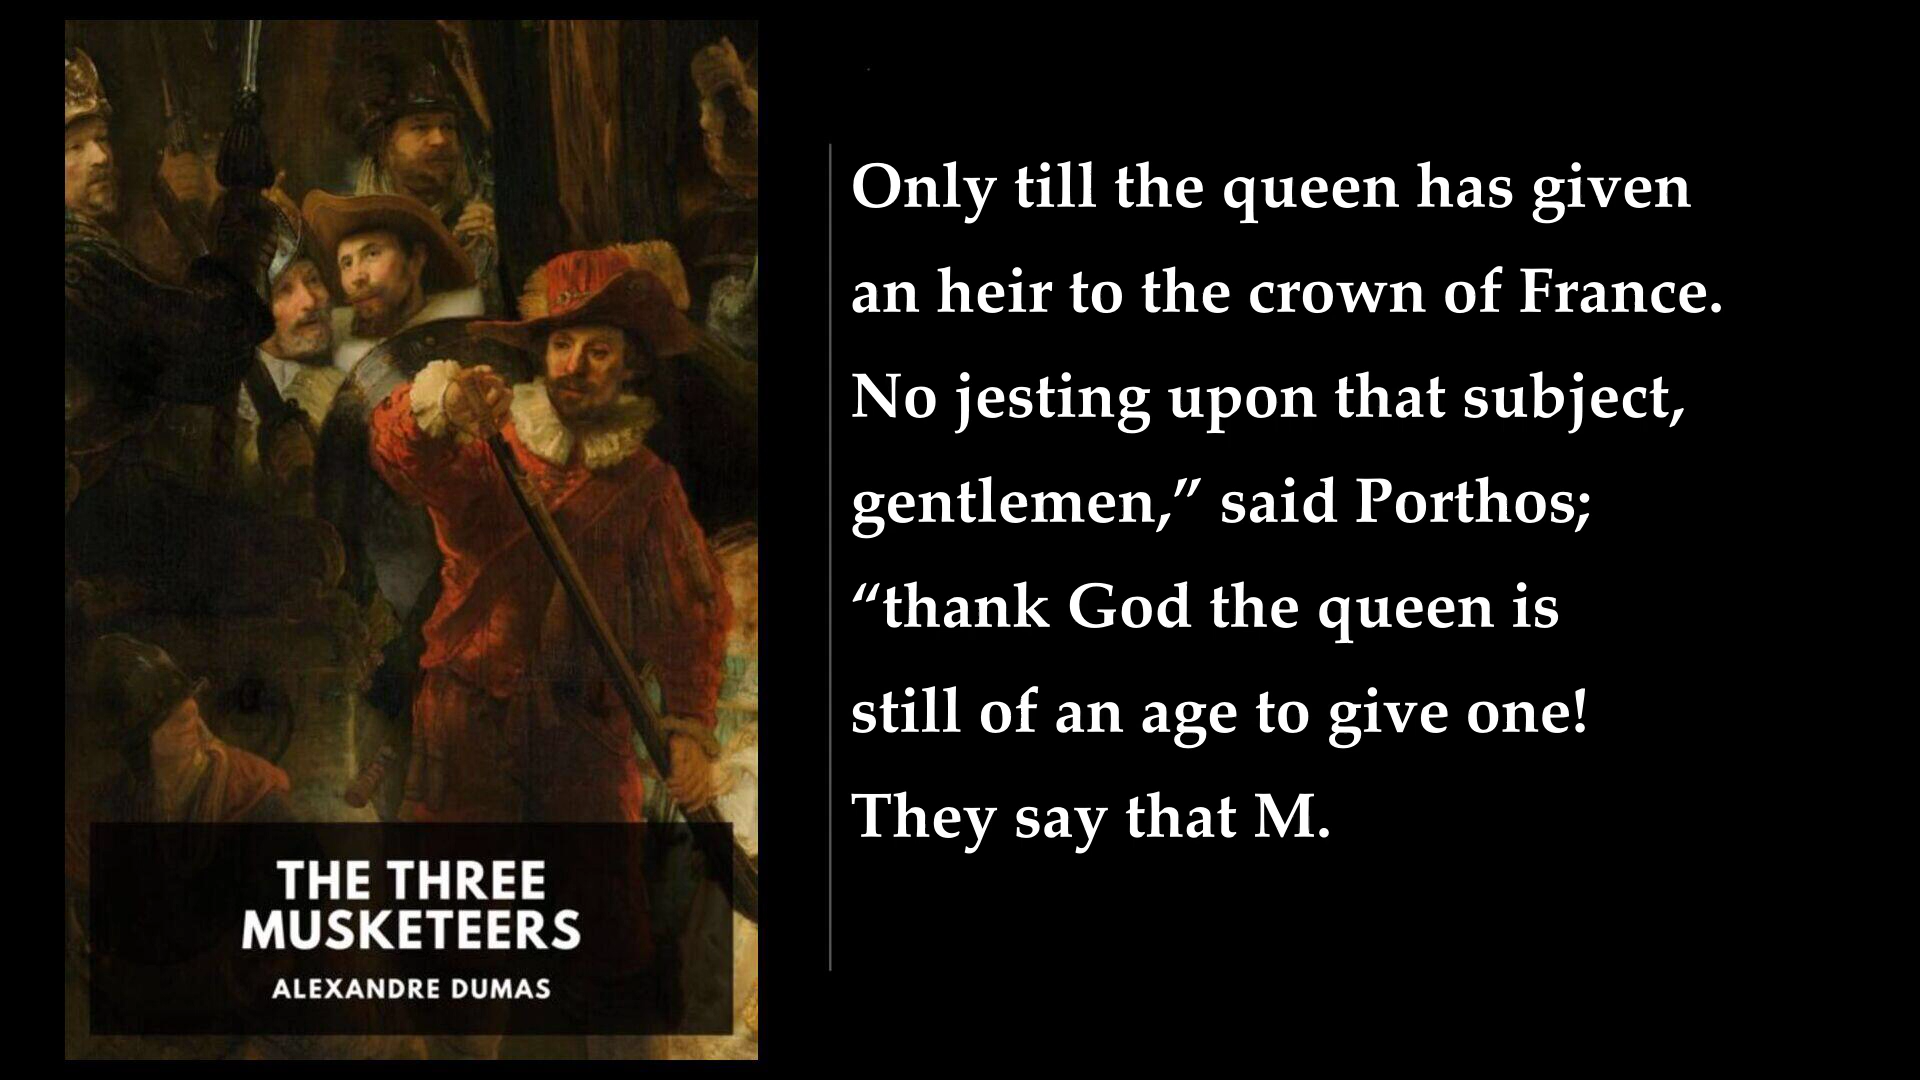 THE THREE
MUSKETEERS
ALEXANDRE DUMAS
Only till the queen has given
an heir to the crown of France.
No jesting upon that subject,
gentlemen,” said Porthos;
“thank God the queen is
still of an age to give one!
They say that M.